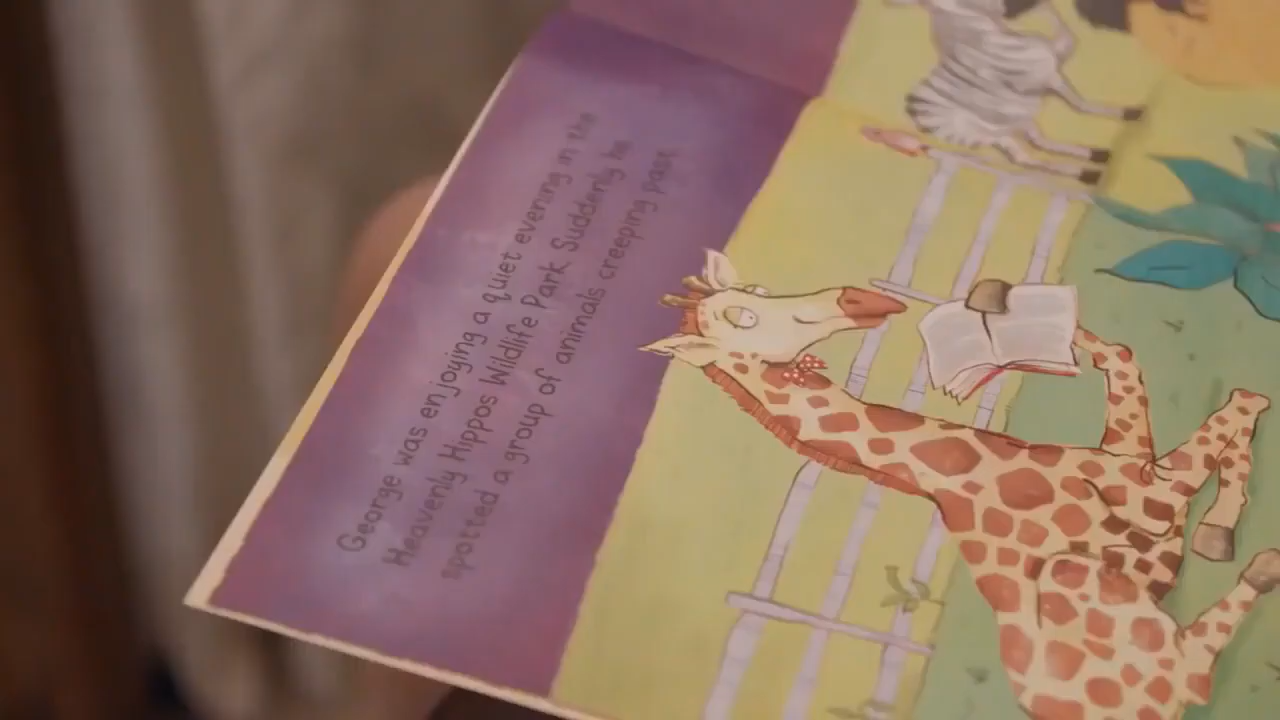 George was enjoying a quiet evening in the
Heavenly Hippos Wildlife Park. Suddenly he
spotted a group of animals creeping past.